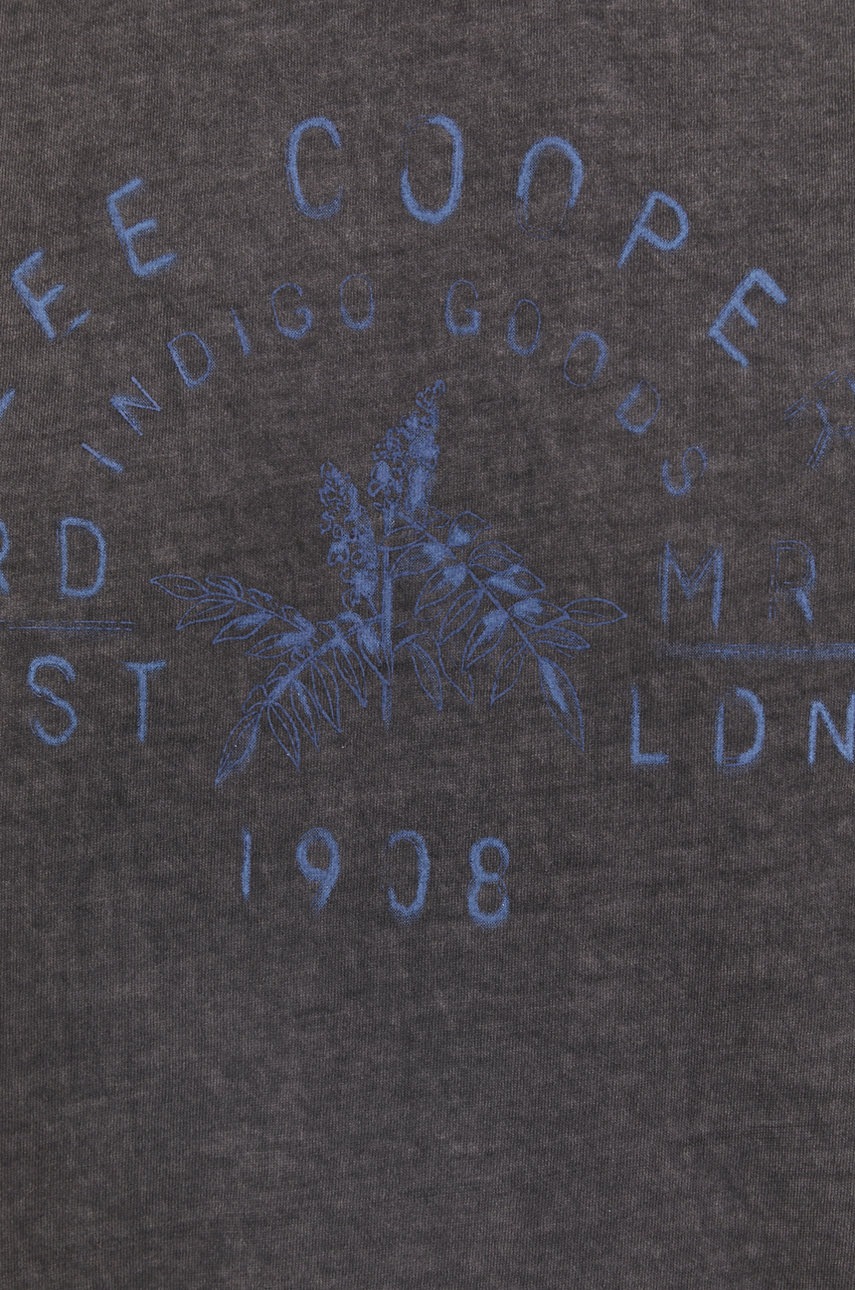 EE COOPE
INDIGO GOODS
RD MR
ST LDN
1908